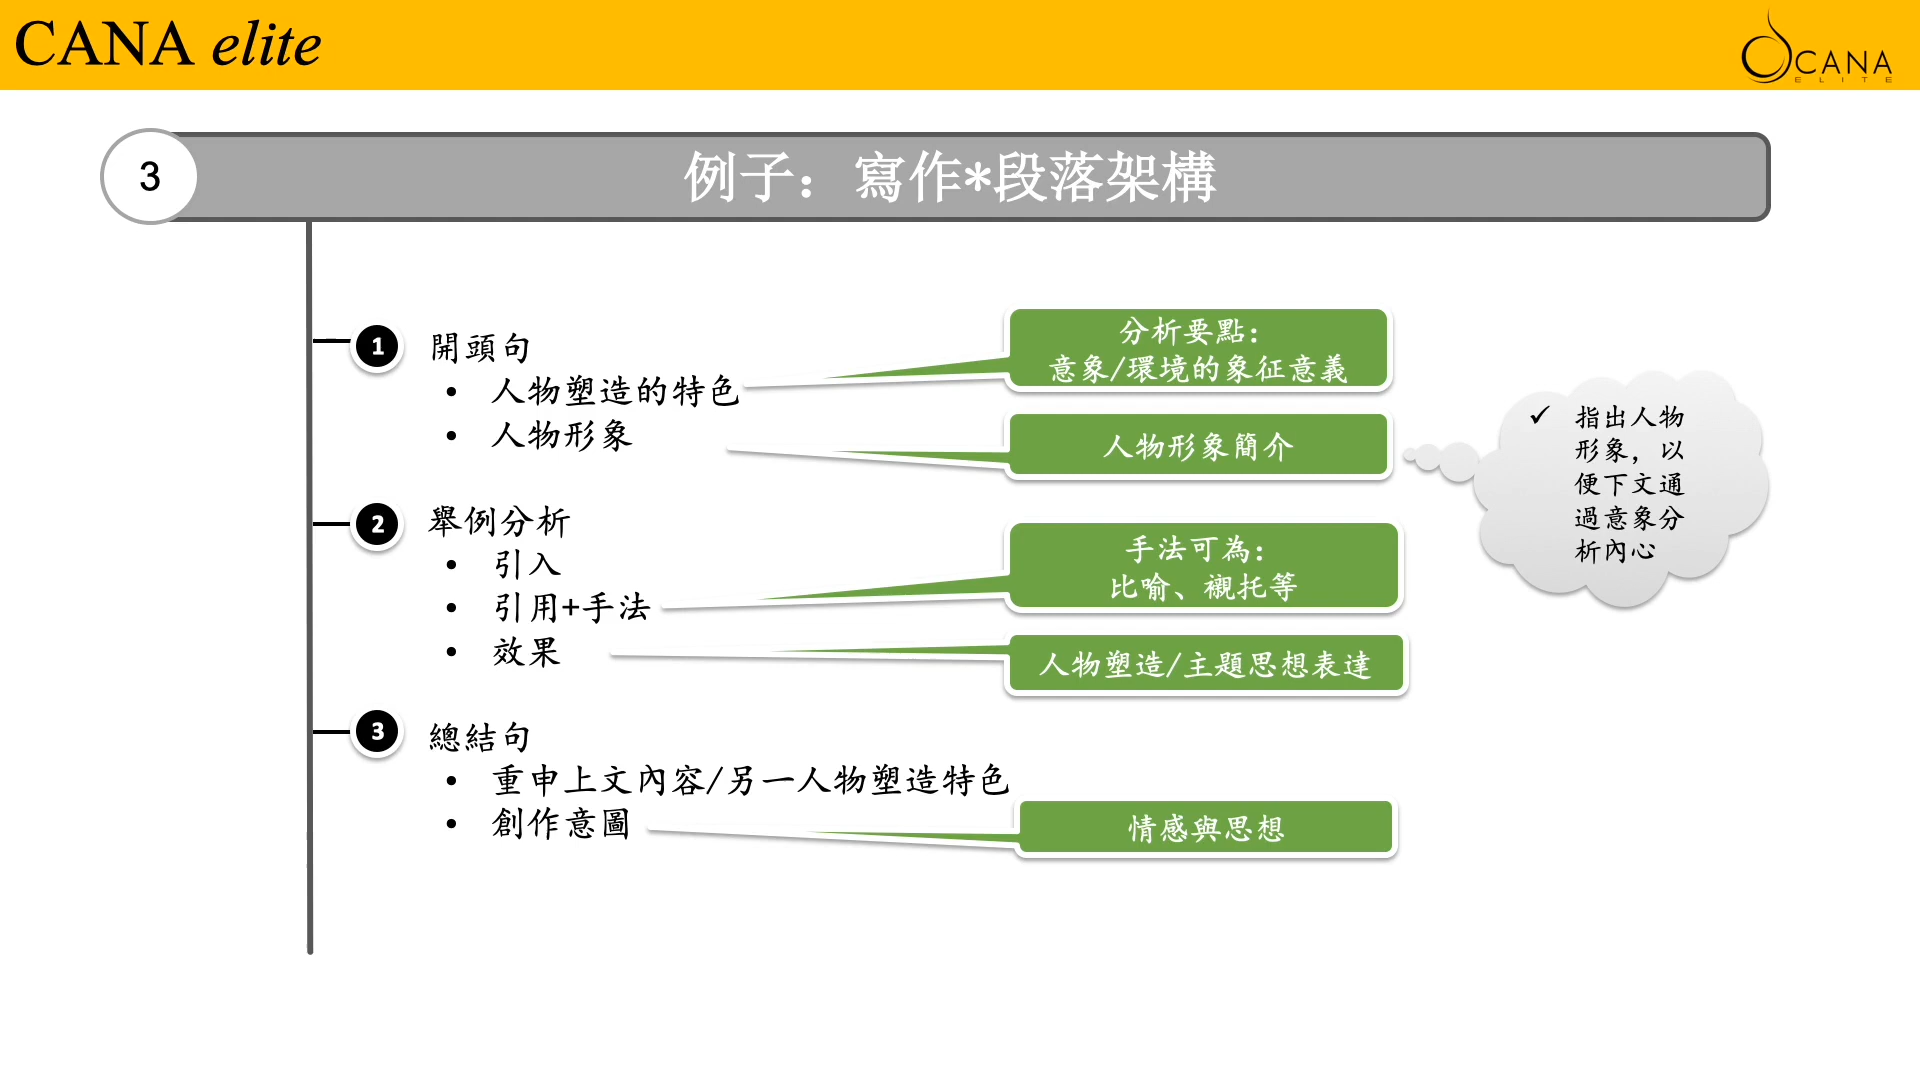 CANA elite
CANA
ELITE
3
例子：寫作*段落架構
1
開頭句
• 人物塑造的特色
• 人物形象
分析要點：
意象/環境的象征意義
人物形象簡介
✓ 指出人物
形象，以
便下文通
過意象分
析內心
2
舉例分析
• 引入
• 引用+手法
• 效果
手法可為：
比喻、襯托等
人物塑造/主題思想表達
3
總結句
• 重申上文內容/另一人物塑造特色
• 創作意圖
情感與思想